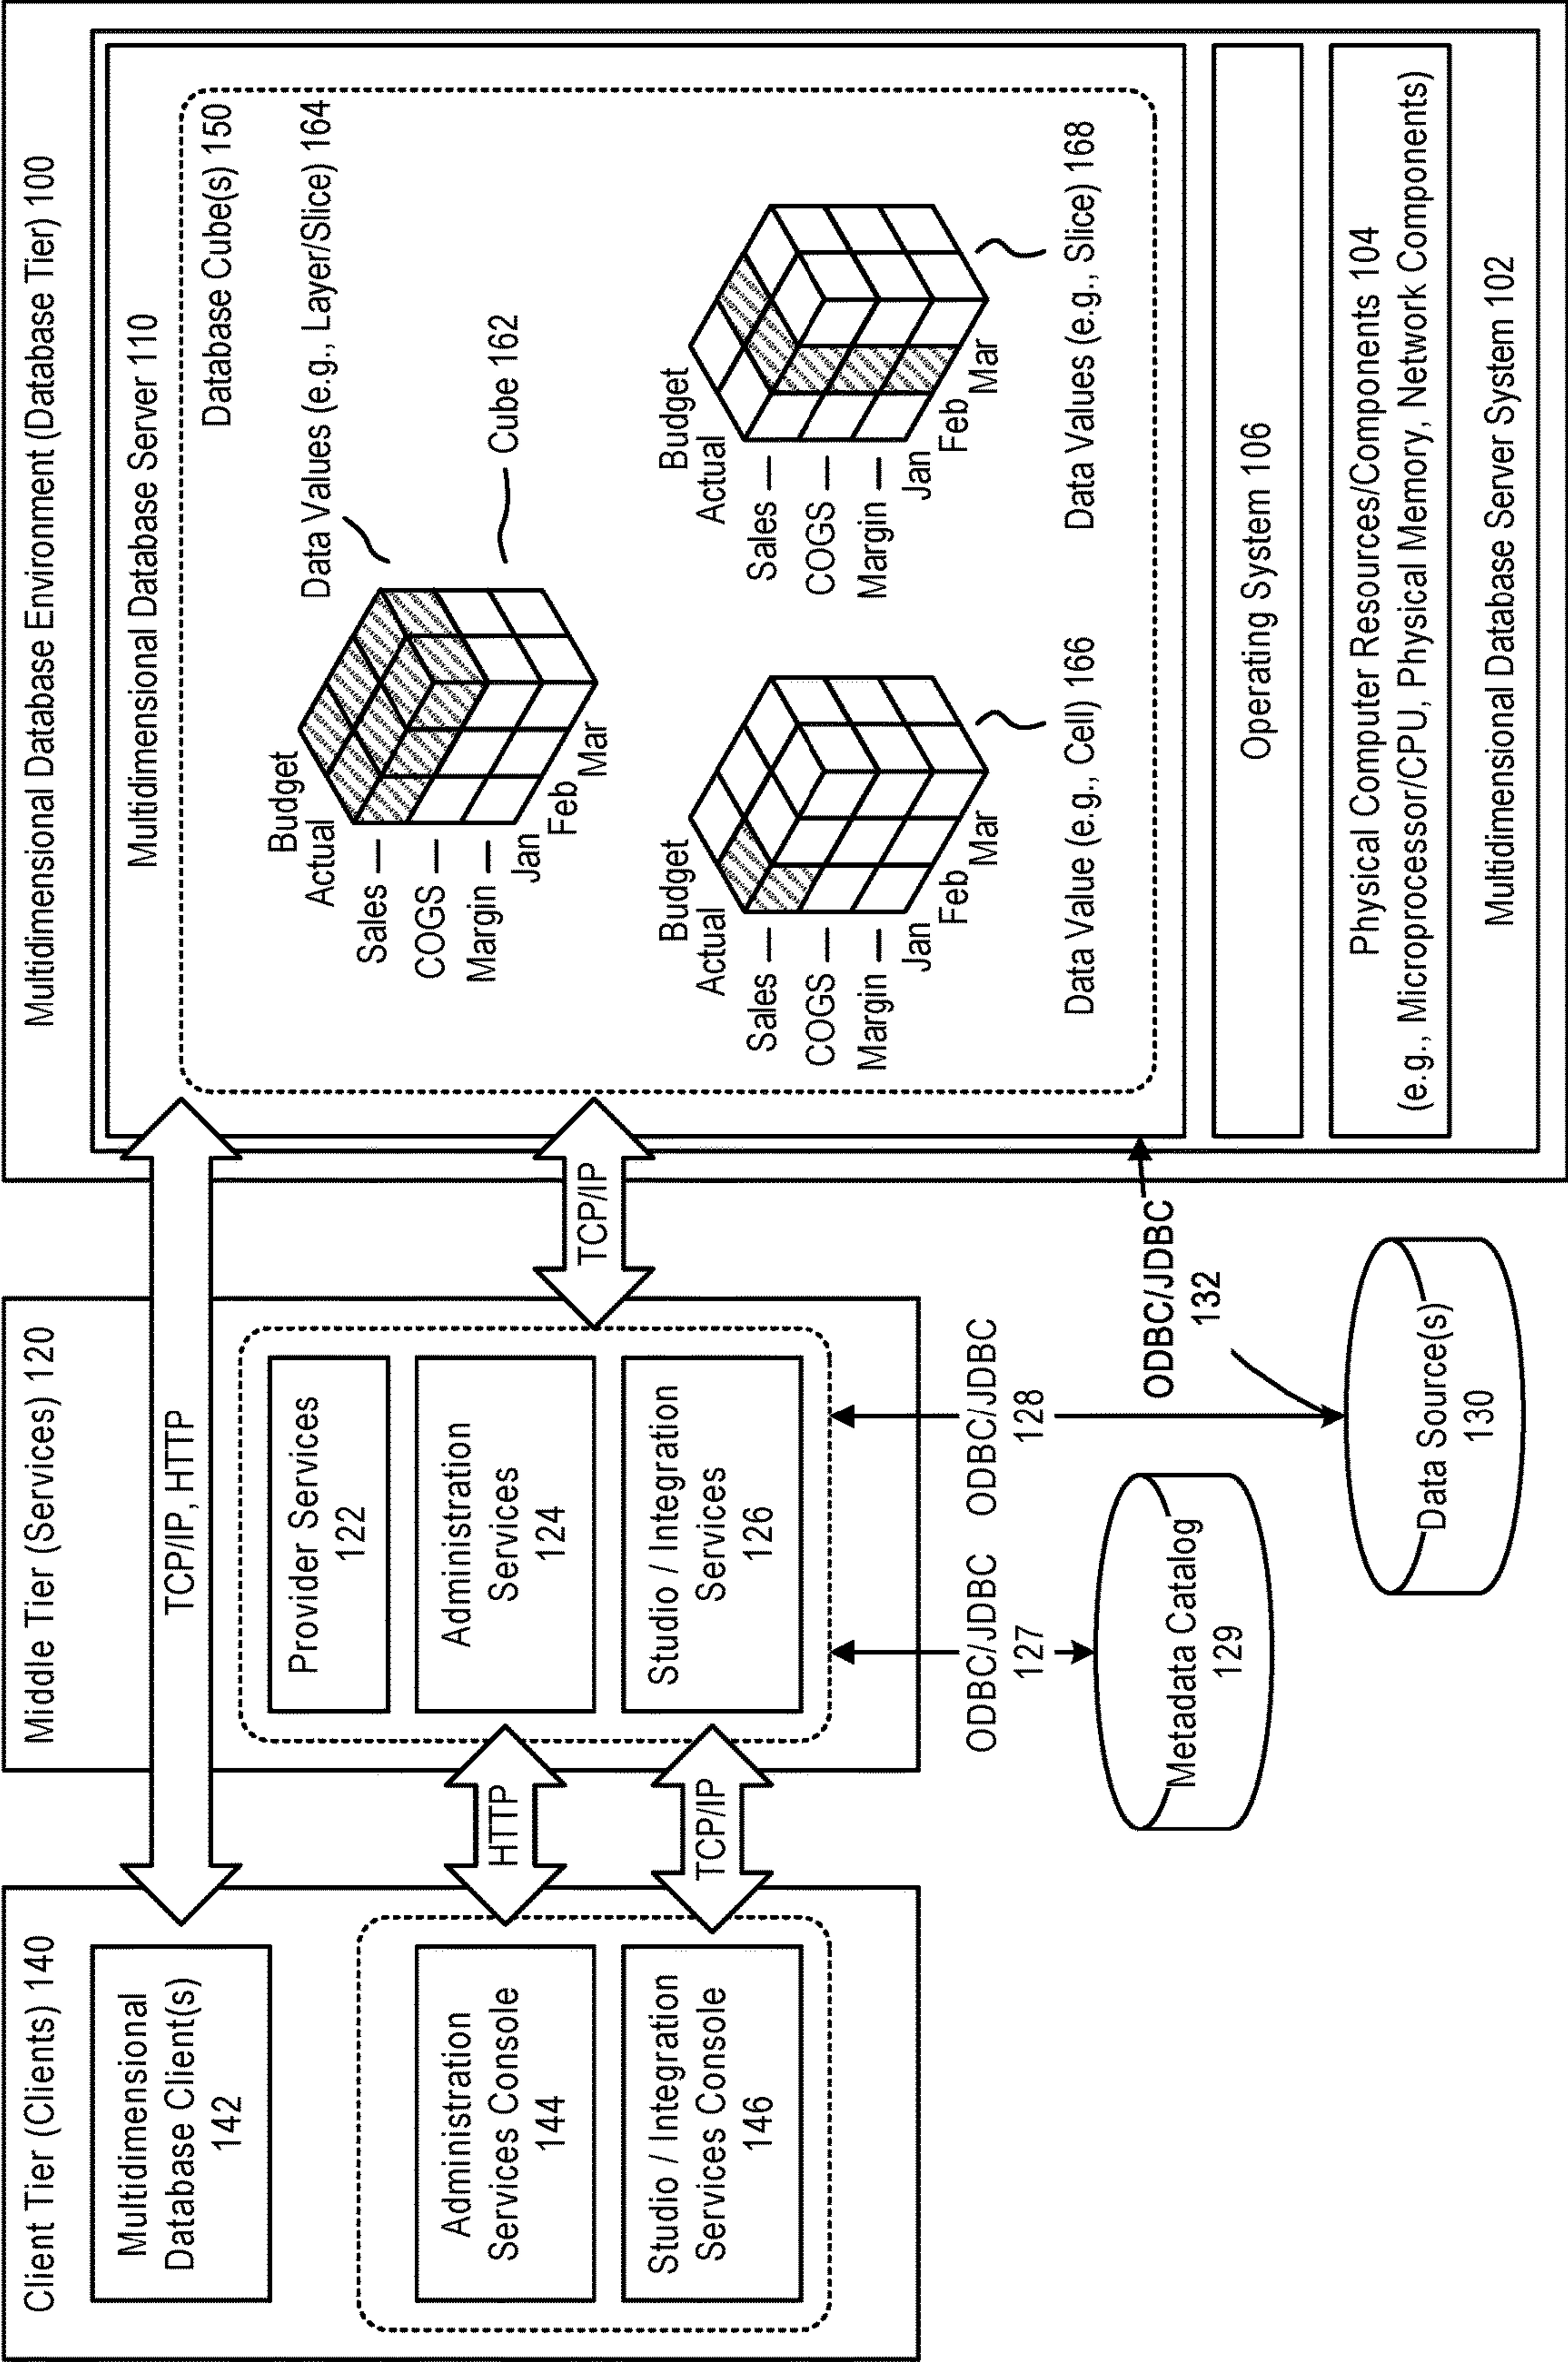 Client Tier (Clients) 140
Multidimensional
Database Client(s)
142
Administration
Services Console
144
Studio / Integration
Services Console
146
TCP/IP, HTTP
HTTP
TCP/IP
Middle Tier (Services) 120
Provider Services
122
Administration
Services
124
Studio / Integration
Services
126
ODBC/JDBC
127
ODBC/JDBC
128
Metadata Catalog
129
Data Source(s)
130
ODBC/JDBC
132
TCP/IP
Multidimensional Database Environment (Database Tier) 100
Multidimensional Database Server 110
Database Cube(s) 150
Data Values (e.g., Layer/Slice) 164
Cube 162
Budget
Actual
Sales
COGS
Margin
Jan
Feb
Mar
Budget
Actual
Sales
COGS
Margin
Jan
Feb
Mar
Data Value (e.g., Cell) 166
Budget
Actual
Sales
COGS
Margin
Jan
Feb
Mar
Data Values (e.g., Slice) 168
Operating System 106
Physical Computer Resources/Components 104
(e.g., Microprocessor/CPU, Physical Memory, Network Components)
Multidimensional Database Server System 102